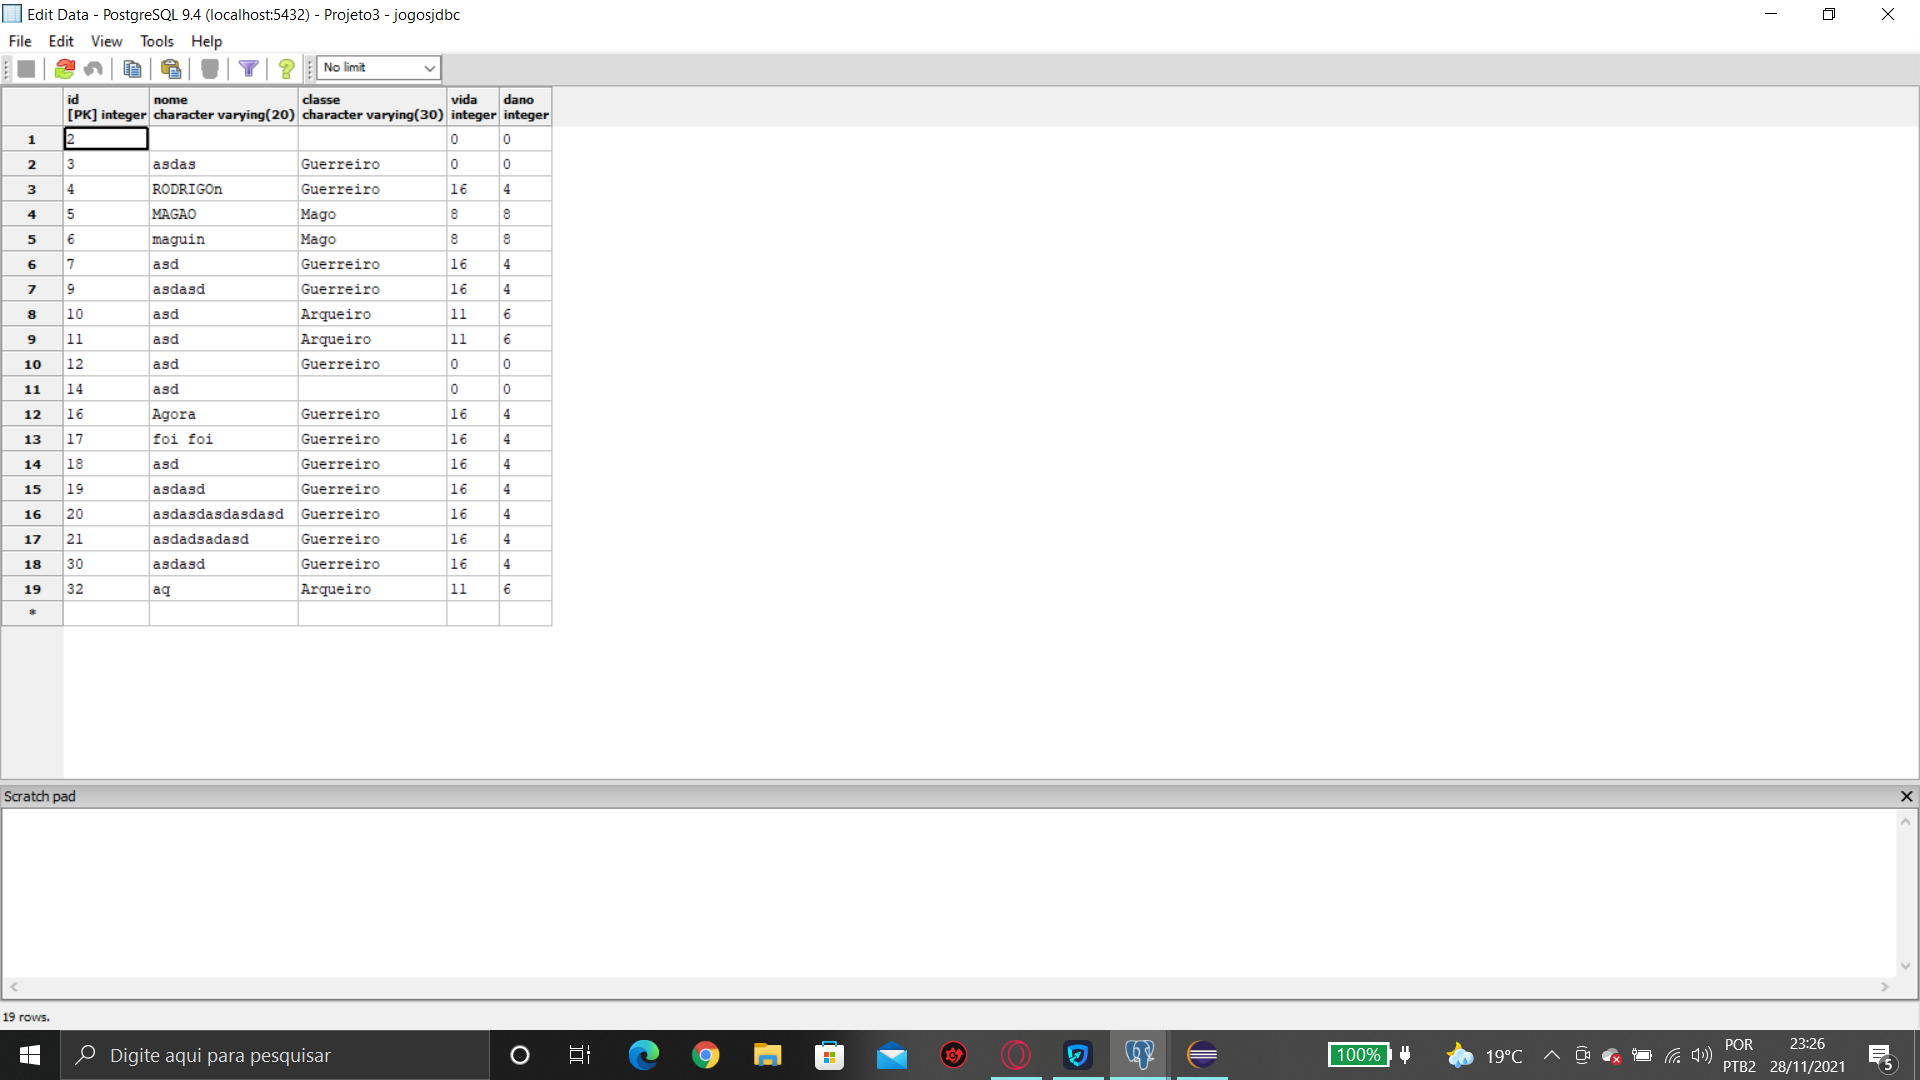 Edit Data - PostgreSQL 9.4 (localhost:5432) - Projeto3 - jogosjdbc
File Edit View Tools Help
No limit
id nome classe vida dano
[PK] integer character varying(20) character varying(30) integer integer
1 2 0 0
2 3 asdas Guerreiro 0 0
3 4 RODRIGOn Guerreiro 16 4
4 5 MAGAO Mago 8 8
5 6 maguin Mago 8 8
6 7 asd Guerreiro 16 4
7 9 asdasd Guerreiro 16 4
8 10 asd Arqueiro 11 6
9 11 asd Arqueiro 11 6
10 12 asd Guerreiro 0 0
11 14 asd 0 0
12 16 Agora Guerreiro 16 4
13 17 foi foi Guerreiro 16 4
14 18 asd Guerreiro 16 4
15 19 asdasd Guerreiro 16 4
16 20 asdasdasdasdasd Guerreiro 16 4
17 21 asdadsadasd Guerreiro 16 4
18 30 asdasd Guerreiro 16 4
19 32 aq Arqueiro 11 6
*
Scratch pad
19 rows.
Digite aqui para pesquisar
100%
19°C
POR
PTB2
23:26
28/11/2021
5